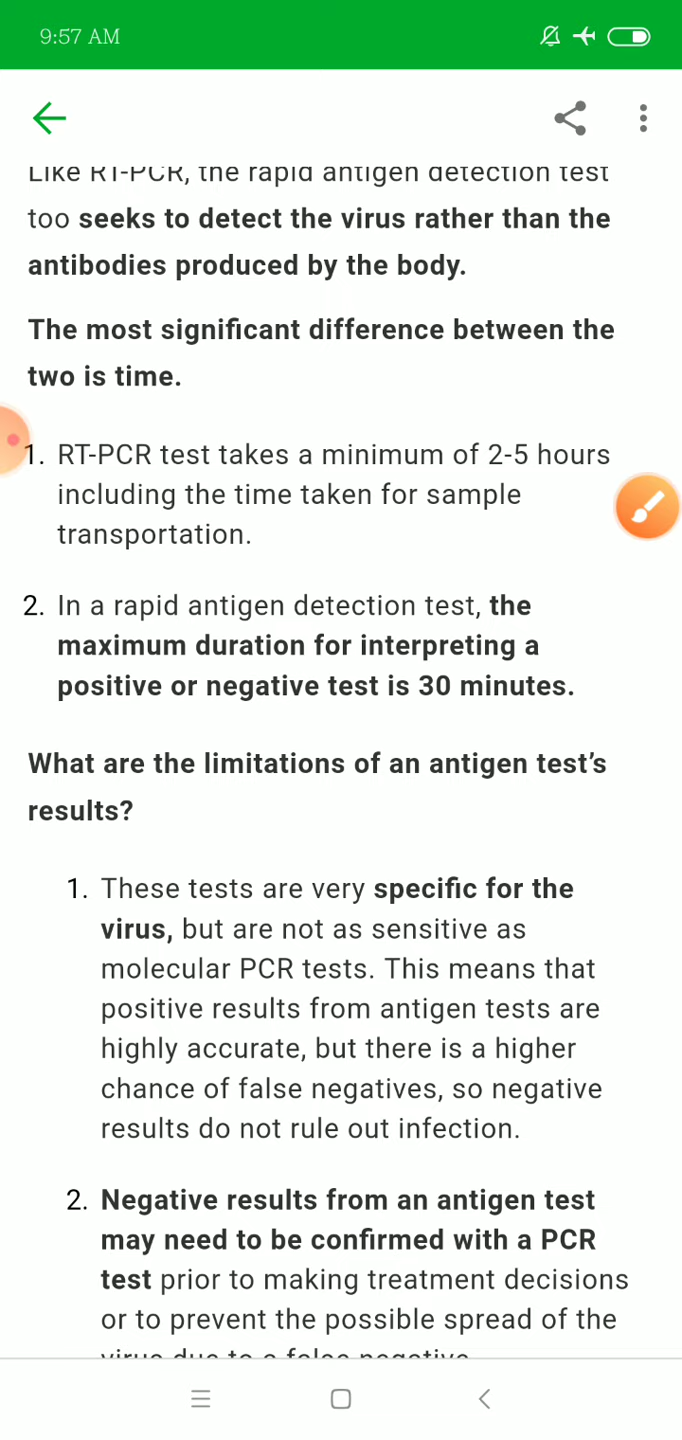 9:57 AM
Like RT-PCR, the rapid antigen detection test
too seeks to detect the virus rather than the
antibodies produced by the body.
The most significant difference between the
two is time.
1. RT-PCR test takes a minimum of 2-5 hours
including the time taken for sample
transportation.
2. In a rapid antigen detection test, the
maximum duration for interpreting a
positive or negative test is 30 minutes.
What are the limitations of an antigen test’s
results?
1. These tests are very specific for the
virus, but are not as sensitive as
molecular PCR tests. This means that
positive results from antigen tests are
highly accurate, but there is a higher
chance of false negatives, so negative
results do not rule out infection.
2. Negative results from an antigen test
may need to be confirmed with a PCR
test prior to making treatment decisions
or to prevent the possible spread of the
virus due to a false negative.